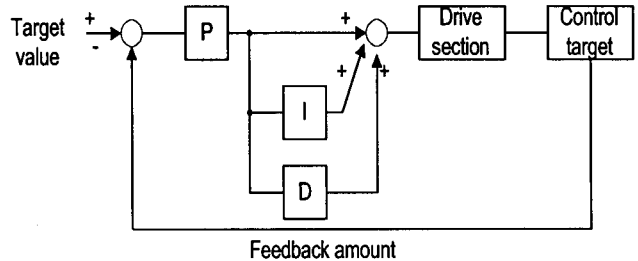 Target
value
+
-
P
+
+
+
I
D
Drive
section
Control
target
Feedback amount